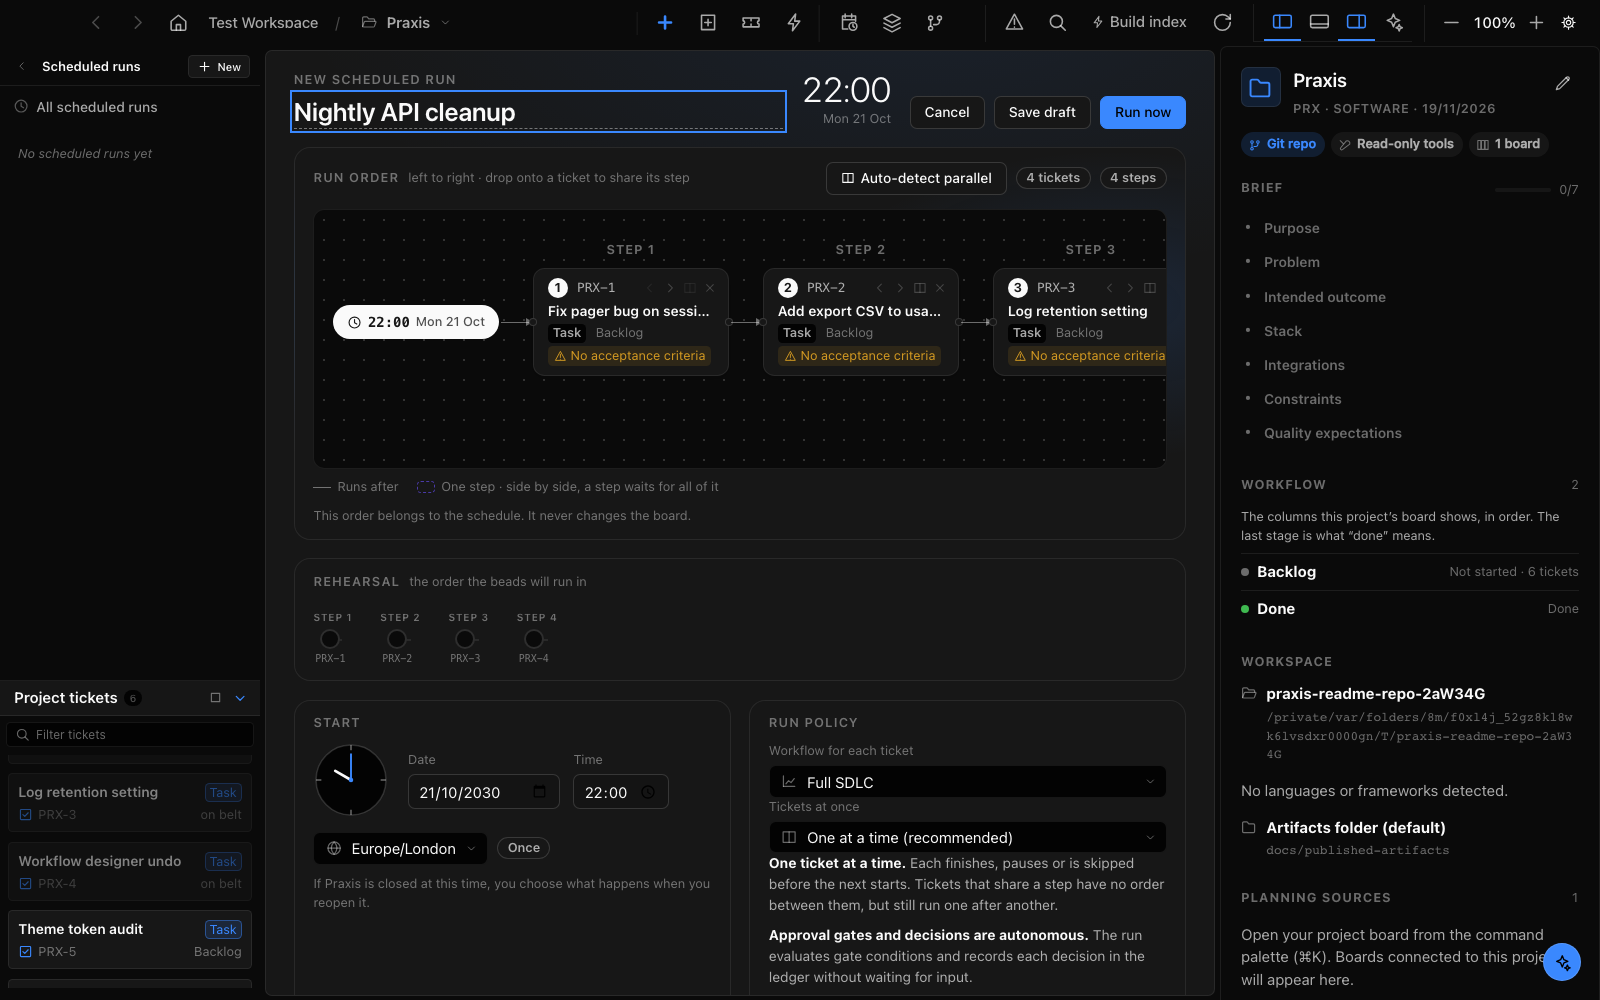 Test Workspace / Praxis
Build index
100%
Scheduled runs
New
All scheduled runs
No scheduled runs yet
Project tickets 6
Filter tickets
Log retention setting Task
PRX-3 on belt
Workflow designer undo Task
PRX-4 on belt
Theme token audit Task
PRX-5 Backlog
NEW SCHEDULED RUN
Nightly API cleanup
22:00
Mon 21 Oct
Cancel
Save draft
Run now
RUN ORDER left to right · drop onto a ticket to share its step
Auto-detect parallel
4 tickets
4 steps
STEP 1
STEP 2
STEP 3
22:00 Mon 21 Oct
1 PRX-1
Fix pager bug on sessi...
Task Backlog
No acceptance criteria
2 PRX-2
Add export CSV to usa...
Task Backlog
No acceptance criteria
3 PRX-3
Log retention setting
Task Backlog
No acceptance criteria
Runs after
One step · side by side, a step waits for all of it
This order belongs to the schedule. It never changes the board.
REHEARSAL the order the beads will run in
STEP 1 STEP 2 STEP 3 STEP 4
PRX-1 PRX-2 PRX-3 PRX-4
START
Date
Time
21/10/2030
22:00
Europe/London
Once
If Praxis is closed at this time, you choose what happens when you
reopen it.
RUN POLICY
Workflow for each ticket
Full SDLC
Tickets at once
One at a time (recommended)
One ticket at a time. Each finishes, pauses or is skipped
before the next starts. Tickets that share a step have no order
between them, but still run one after another.
Approval gates and decisions are autonomous. The run
evaluates gate conditions and records each decision in the
ledger without waiting for input.
Praxis
PRX · SOFTWARE · 19/11/2026
Git repo
Read-only tools
1 board
BRIEF 0/7
Purpose
Problem
Intended outcome
Stack
Integrations
Constraints
Quality expectations
WORKFLOW 2
The columns this project's board shows, in order. The
last stage is what “done” means.
Backlog Not started · 6 tickets
Done Done
WORKSPACE
praxis-readme-repo-2aW34G
/private/var/folders/8m/f0xl4j_52gz8kl8w
k6lvsdxr0000gn/T/praxis-readme-repo-2aW3
4G
No languages or frameworks detected.
Artifacts folder (default)
docs/published-artifacts
PLANNING SOURCES 1
Open your project board from the command
palette (⌘K). Boards connected to this proje
will appear here.